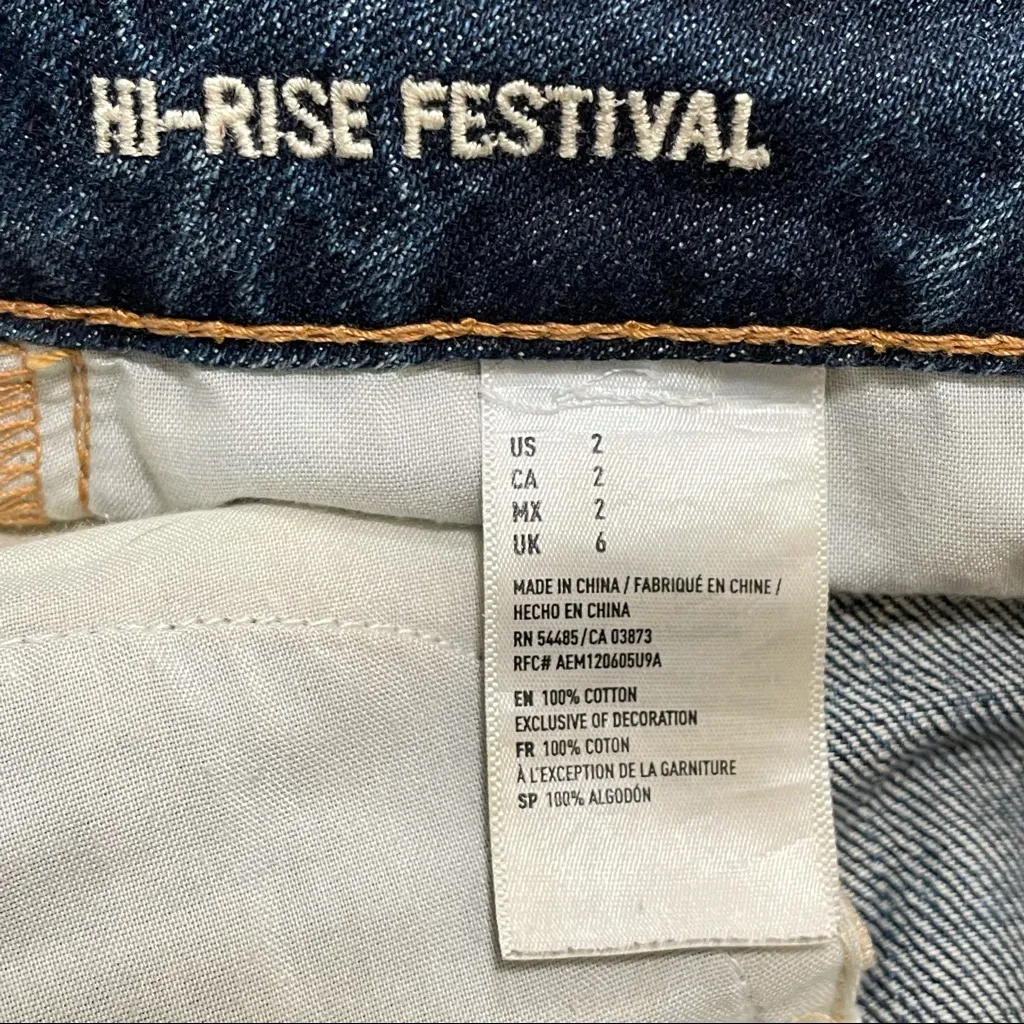 HI-RISE FESTIVAL
US 2
CA 2
MX 2
UK 6
MADE IN CHINA / FABRIQUÉ EN CHINE /
HECHO EN CHINA
RN 54485/CA 03873
RFC# AEM120605U9A
EN 100% COTTON
EXCLUSIVE OF DECORATION
FR 100% COTON
À L'EXCEPTION DE LA GARNITURE
SP 100% ALGODÓN